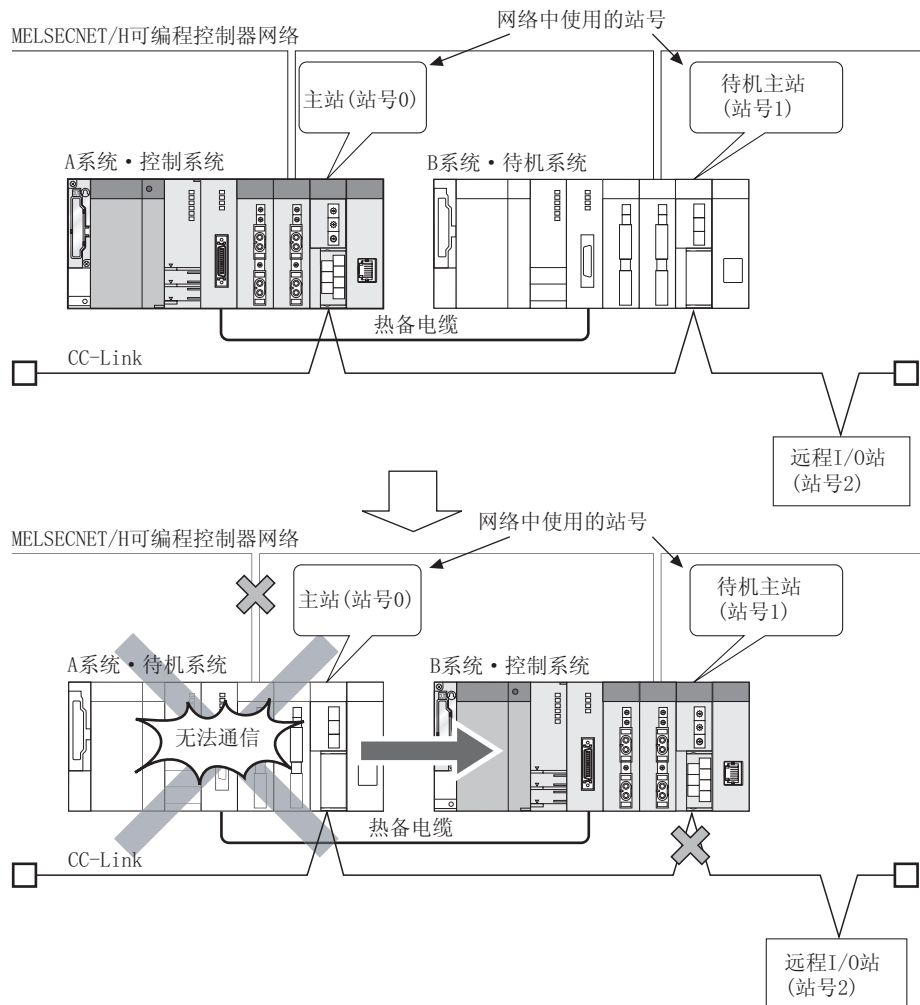 网络中使用的站号
MELSECNET/H可编程控制器网络
主站(站号0)
待机主站
(站号1)
A系统·控制系统
B系统·待机系统
热备电缆
CC-Link
远程I/O站
(站号2)
网络中使用的站号
MELSECNET/H可编程控制器网络
主站(站号0)
待机主站
(站号1)
A系统·待机系统
B系统·控制系统
无法通信
热备电缆
CC-Link
远程I/O站
(站号2)